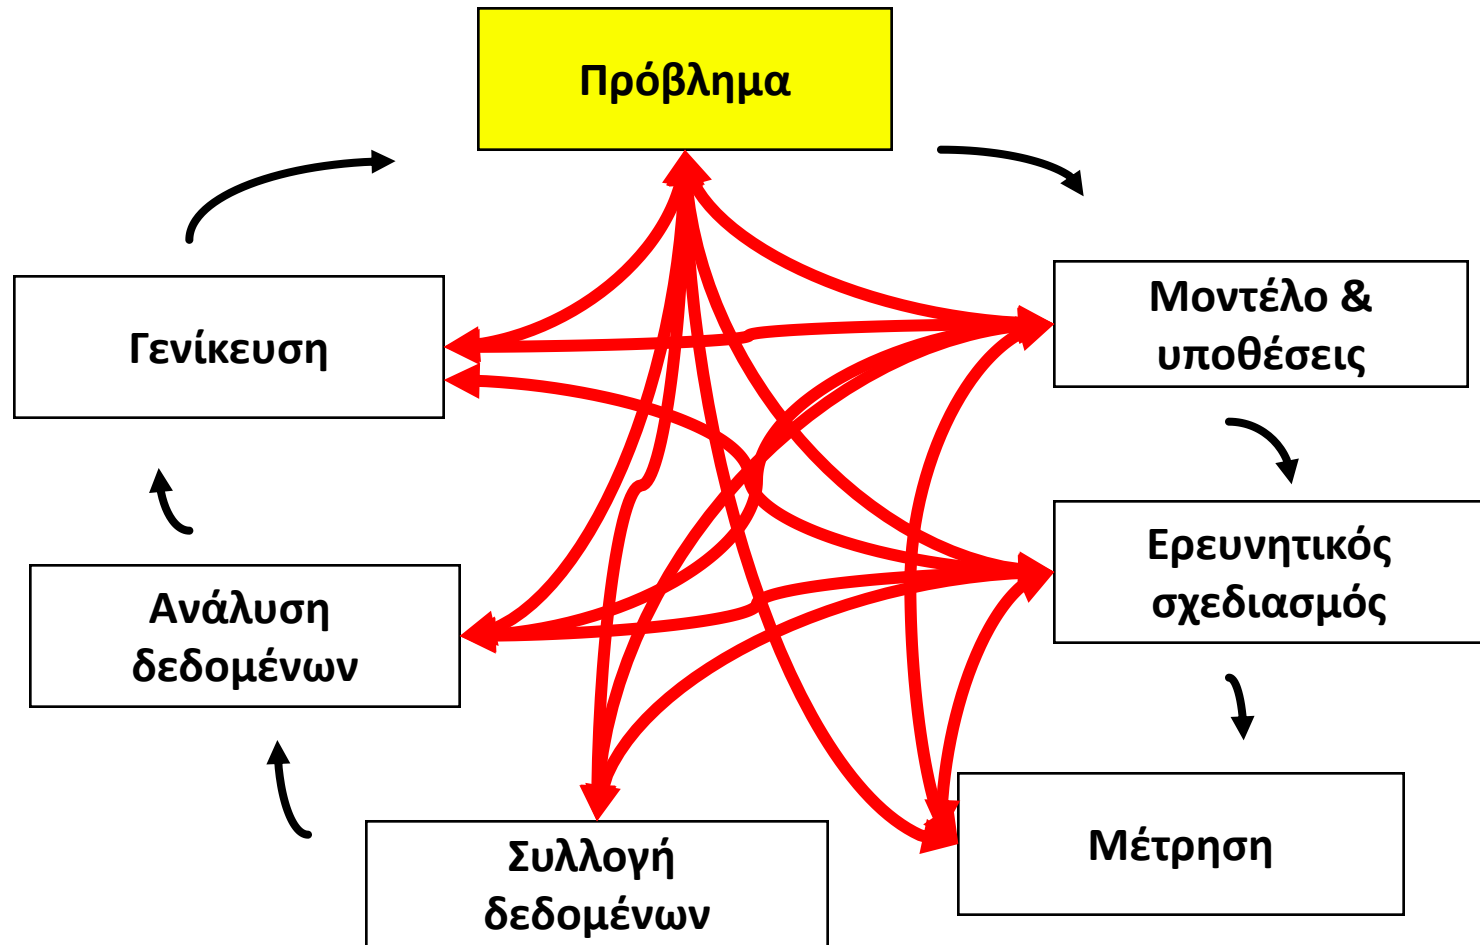 Πρόβλημα
Μοντέλο &
υποθέσεις
Ερευνητικός
σχεδιασμός
Μέτρηση
Συλλογή
δεδομένων
Ανάλυση
δεδομένων
Γενίκευση